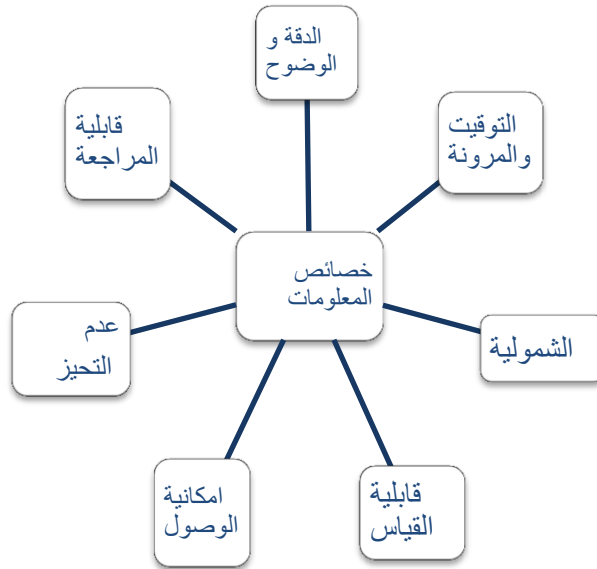 الدقة و
الوضوح
التوقيت
والمرونة
قابلية
المراجعة
خصائص
المعلومات
الشمولية
عدم
التحيز
قابلية
القياس
امكانية
الوصول